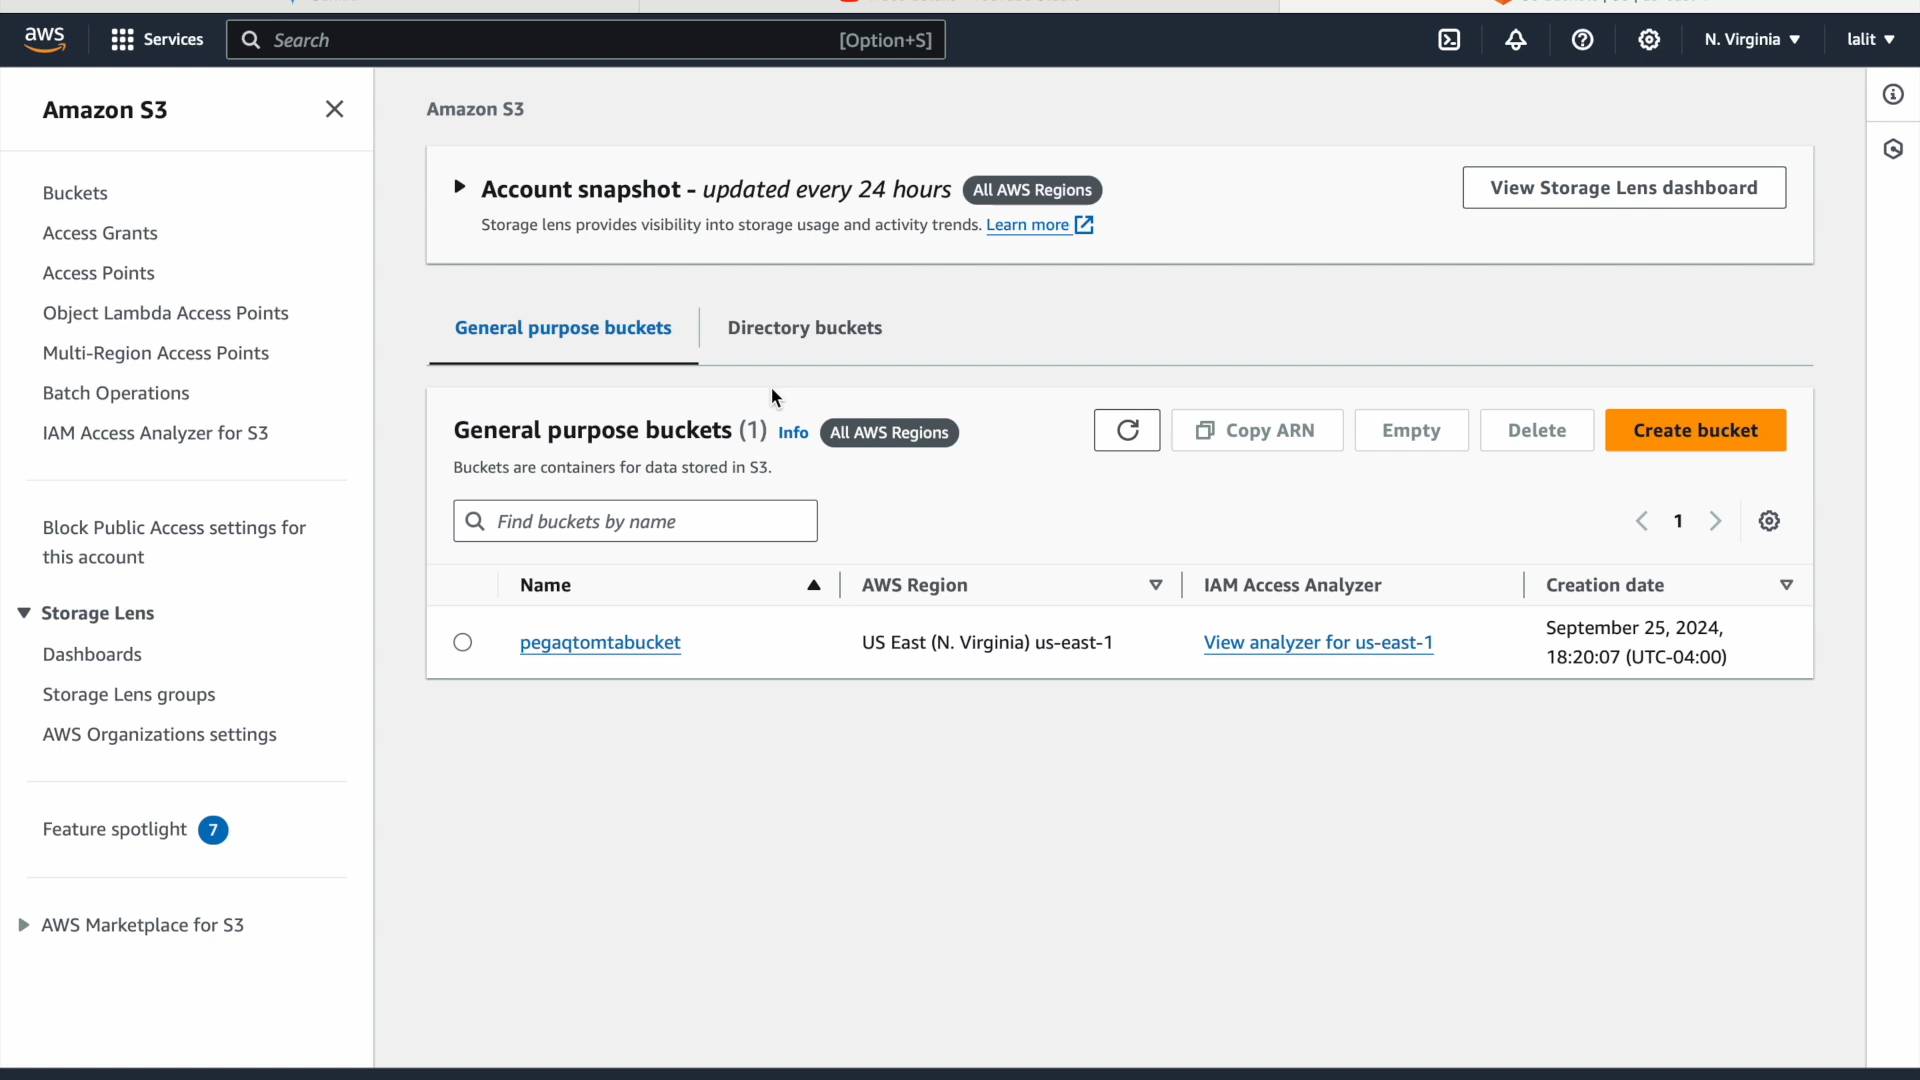 aws
Services
Search
[Option+S]
N. Virginia
lalit
Amazon S3
Buckets
Access Grants
Access Points
Object Lambda Access Points
Multi-Region Access Points
Batch Operations
IAM Access Analyzer for S3
Block Public Access settings for
this account
Storage Lens
Dashboards
Storage Lens groups
AWS Organizations settings
Feature spotlight 7
AWS Marketplace for S3
Amazon S3
Account snapshot - updated every 24 hours All AWS Regions
Storage lens provides visibility into storage usage and activity trends. Learn more
View Storage Lens dashboard
General purpose buckets
Directory buckets
General purpose buckets (1) Info All AWS Regions
Buckets are containers for data stored in S3.
Copy ARN
Empty
Delete
Create bucket
Find buckets by name
1
Name
AWS Region
IAM Access Analyzer
Creation date
pegaqtomtabucket
US East (N. Virginia) us-east-1
View analyzer for us-east-1
September 25, 2024,
18:20:07 (UTC-04:00)